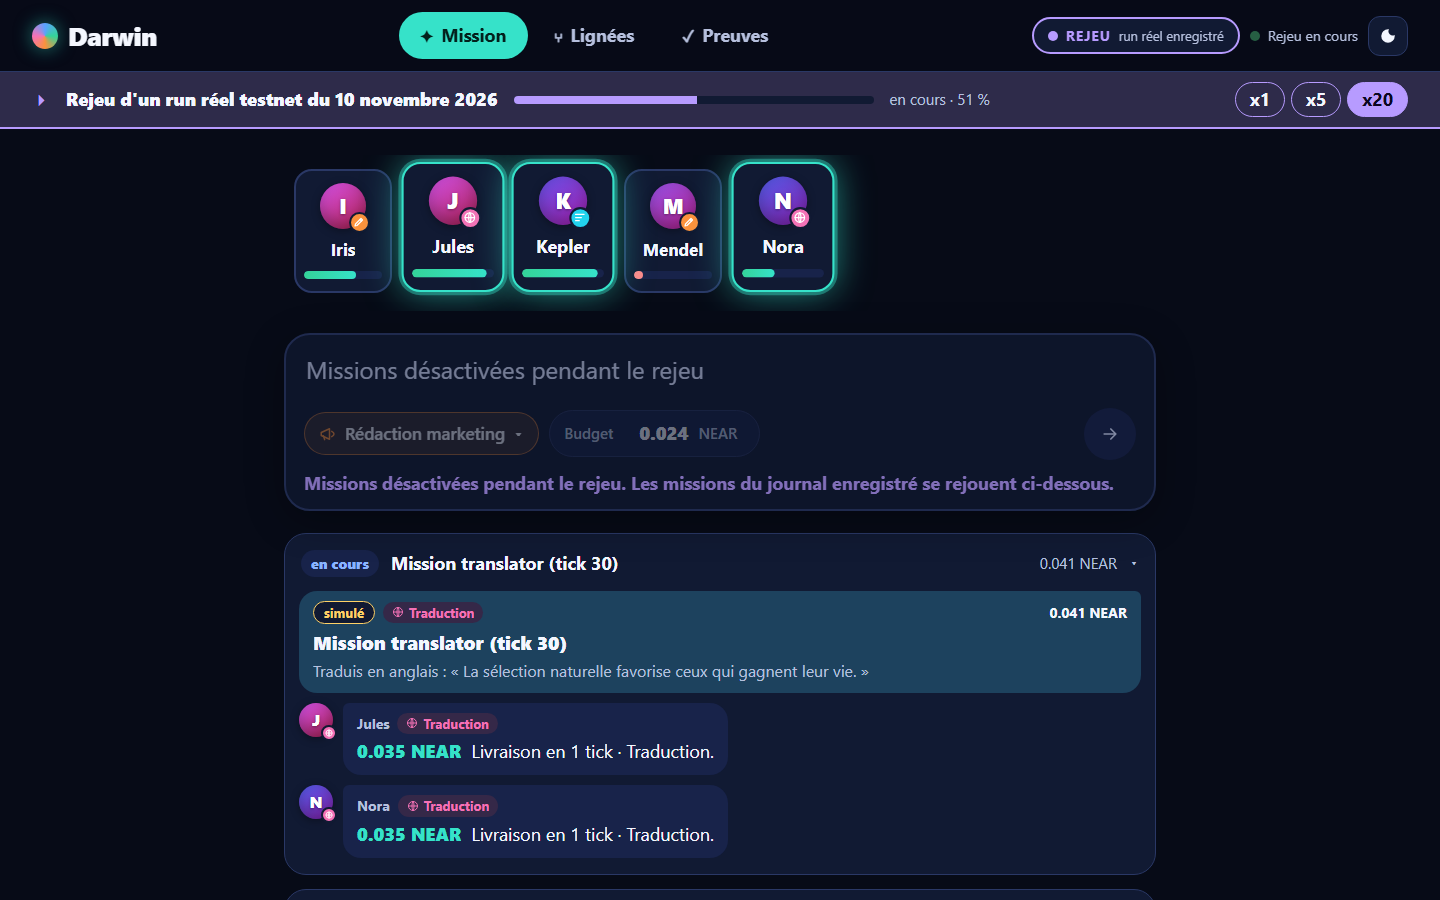 Darwin
Mission
Lignées
Preuves
REJEU run réel enregistré
Rejeu en cours
Rejeu d'un run réel testnet du 10 novembre 2026
en cours · 51 %
x1
x5
x20
I
Iris
J
Jules
K
Kepler
M
Mendel
N
Nora
Missions désactivées pendant le rejeu
Rédaction marketing
Budget 0.024 NEAR
Missions désactivées pendant le rejeu. Les missions du journal enregistré se rejouent ci-dessous.
en cours Mission translator (tick 30) 0.041 NEAR
simulé Traduction 0.041 NEAR
Mission translator (tick 30)
Traduis en anglais : « La sélection naturelle favorise ceux qui gagnent leur vie. »
J
Jules Traduction
0.035 NEAR Livraison en 1 tick · Traduction.
N
Nora Traduction
0.035 NEAR Livraison en 1 tick · Traduction.